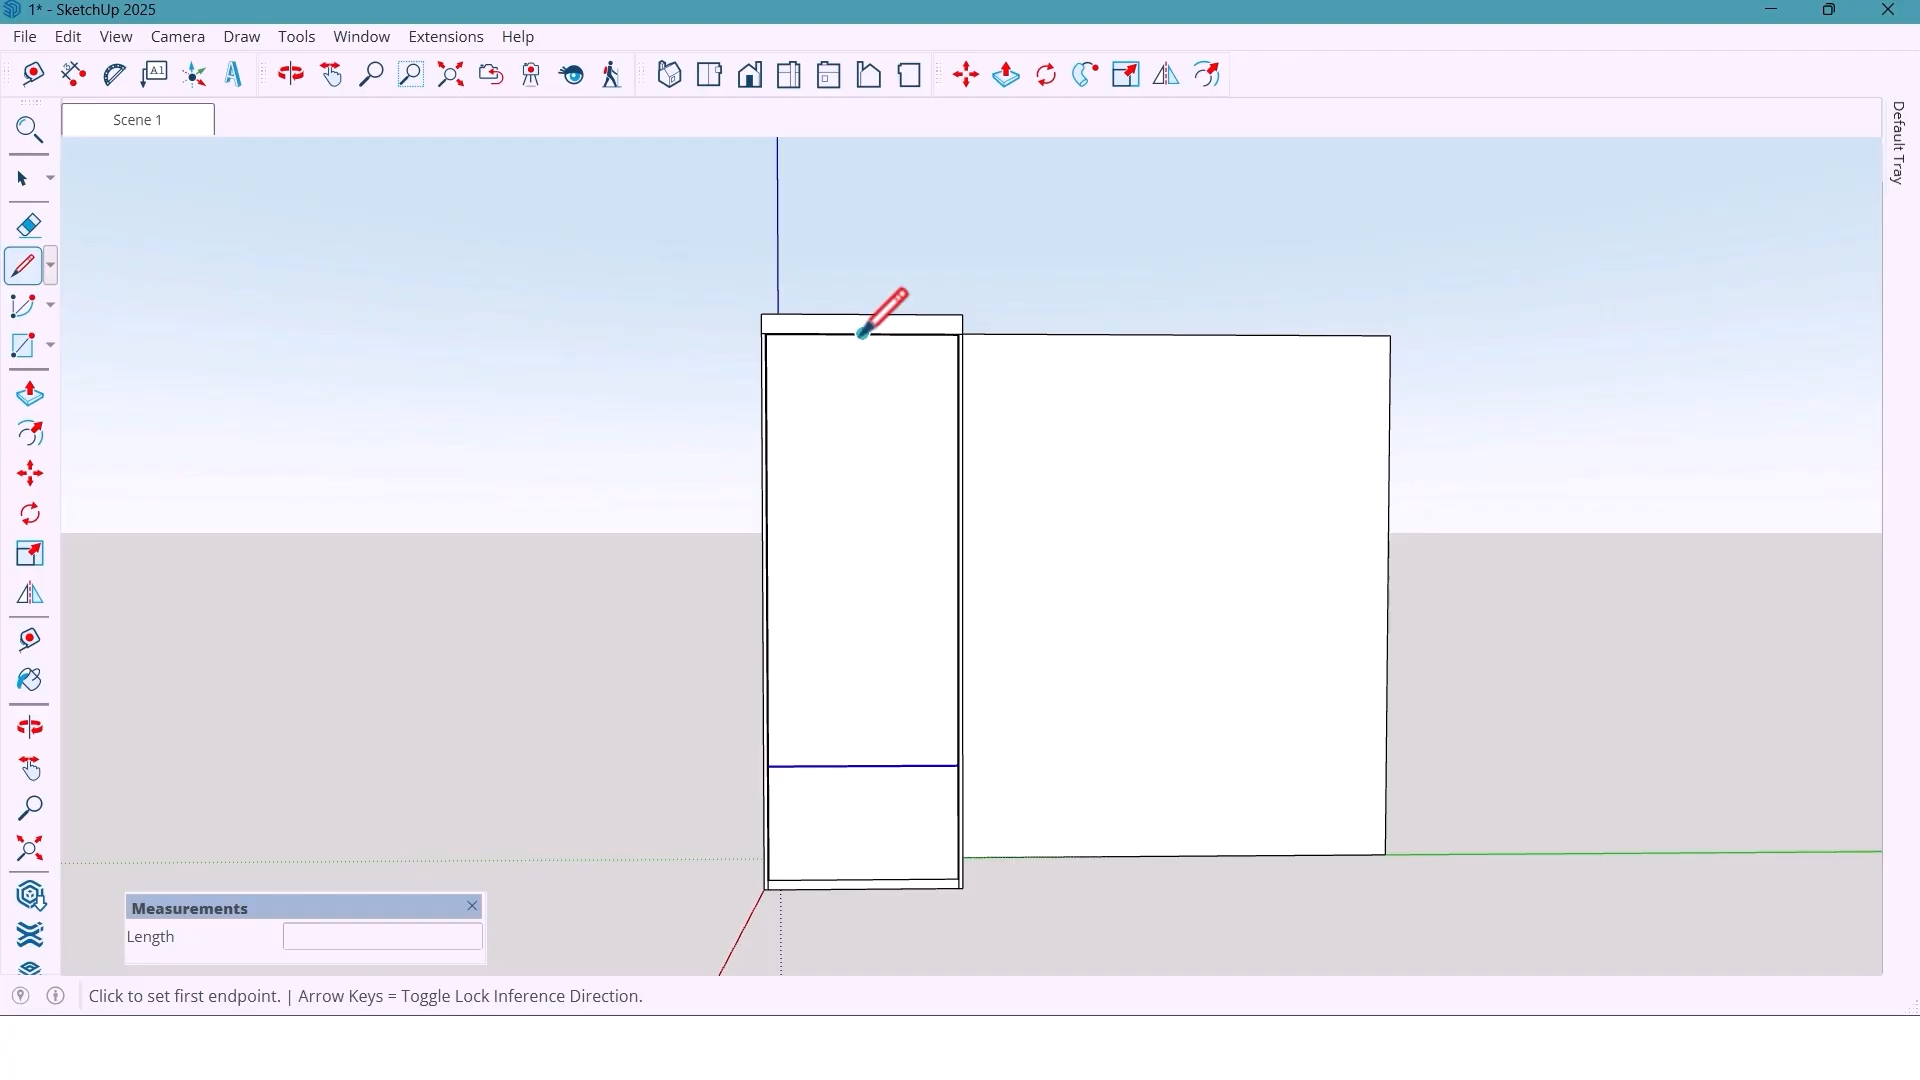 1* - SketchUp 2025
File Edit View Camera Draw Tools Window Extensions Help
A1
Scene 1
Default Tray
Measurements
Length
Click to set first endpoint. | Arrow Keys = Toggle Lock Inference Direction.